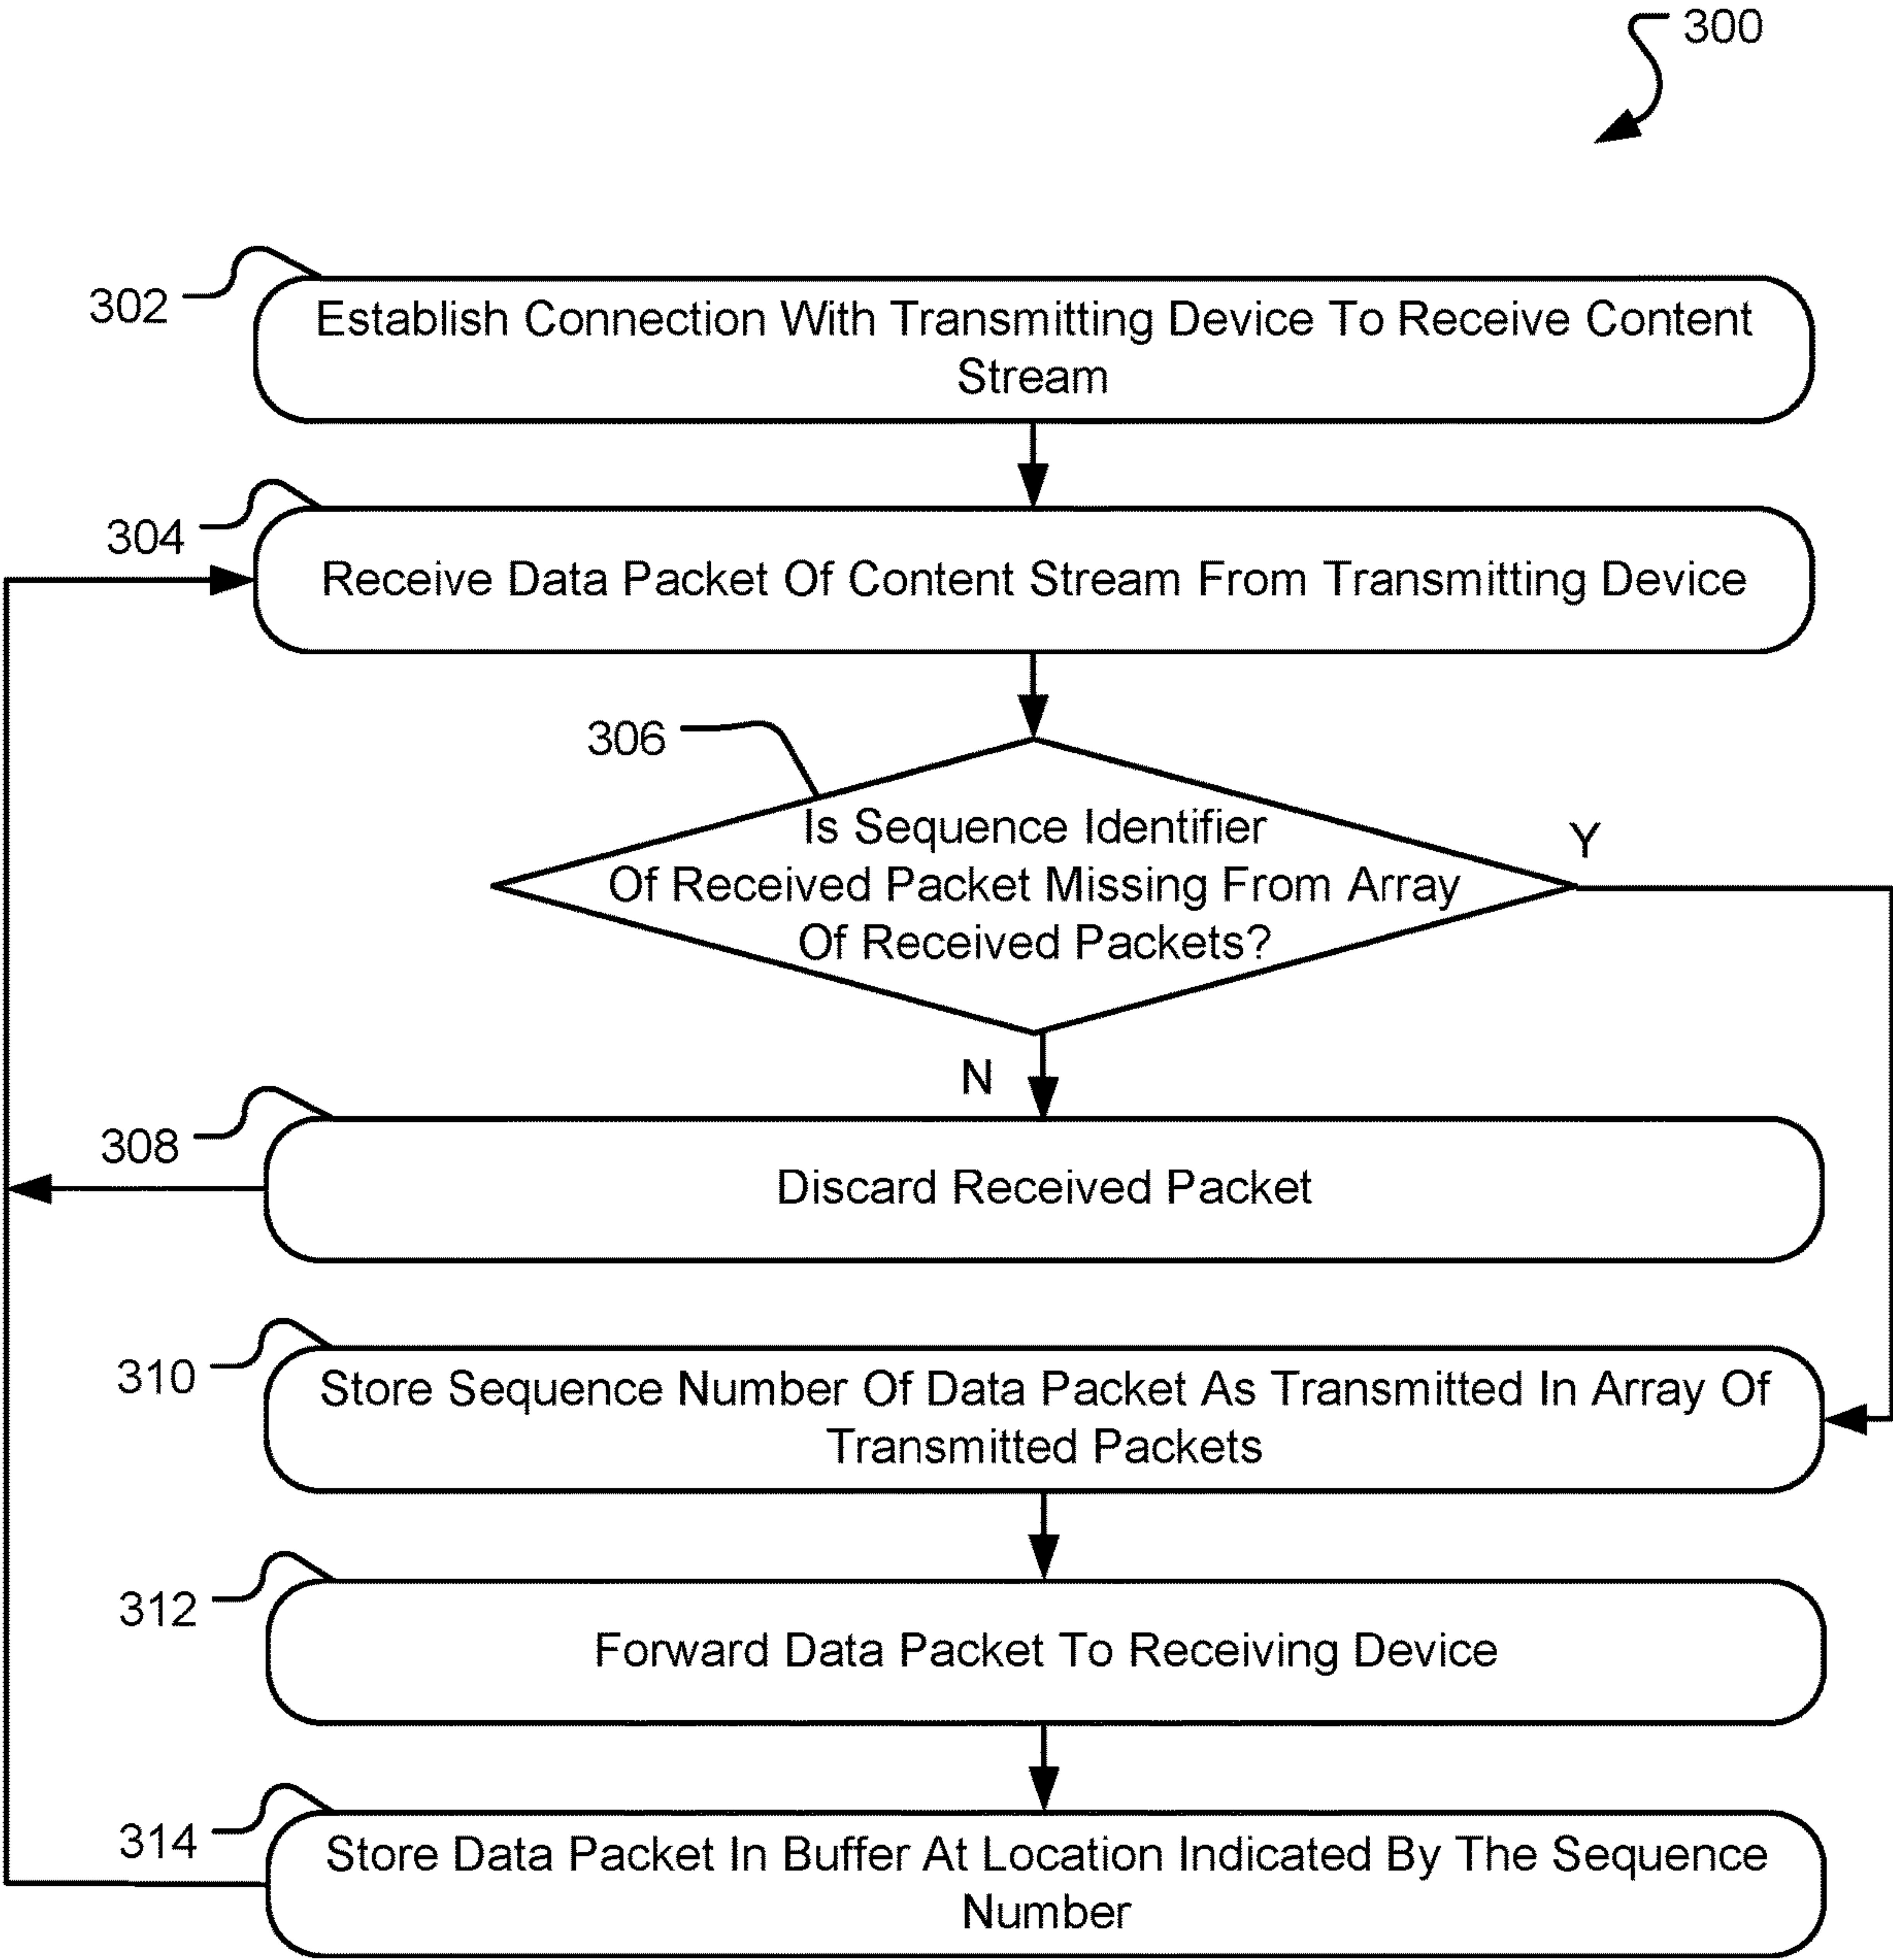 300
302
Establish Connection With Transmitting Device To Receive Content
Stream
304
Receive Data Packet Of Content Stream From Transmitting Device
306
Is Sequence Identifier
Of Received Packet Missing From Array
Of Received Packets?
Y
N
308
Discard Received Packet
310
Store Sequence Number Of Data Packet As Transmitted In Array Of
Transmitted Packets
312
Forward Data Packet To Receiving Device
314
Store Data Packet In Buffer At Location Indicated By The Sequence
Number